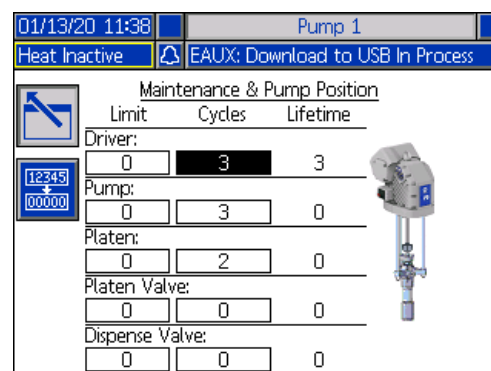 01/13/20 11:38 Pump 1
Heat Inactive EAUX: Download to USB In Process
Maintenance & Pump Position
Limit Cycles Lifetime
Driver:
0 3 3
12345
00000
Pump:
0 3 0
Platen:
0 2 0
Platen Valve:
0 0 0
Dispense Valve:
0 0 0